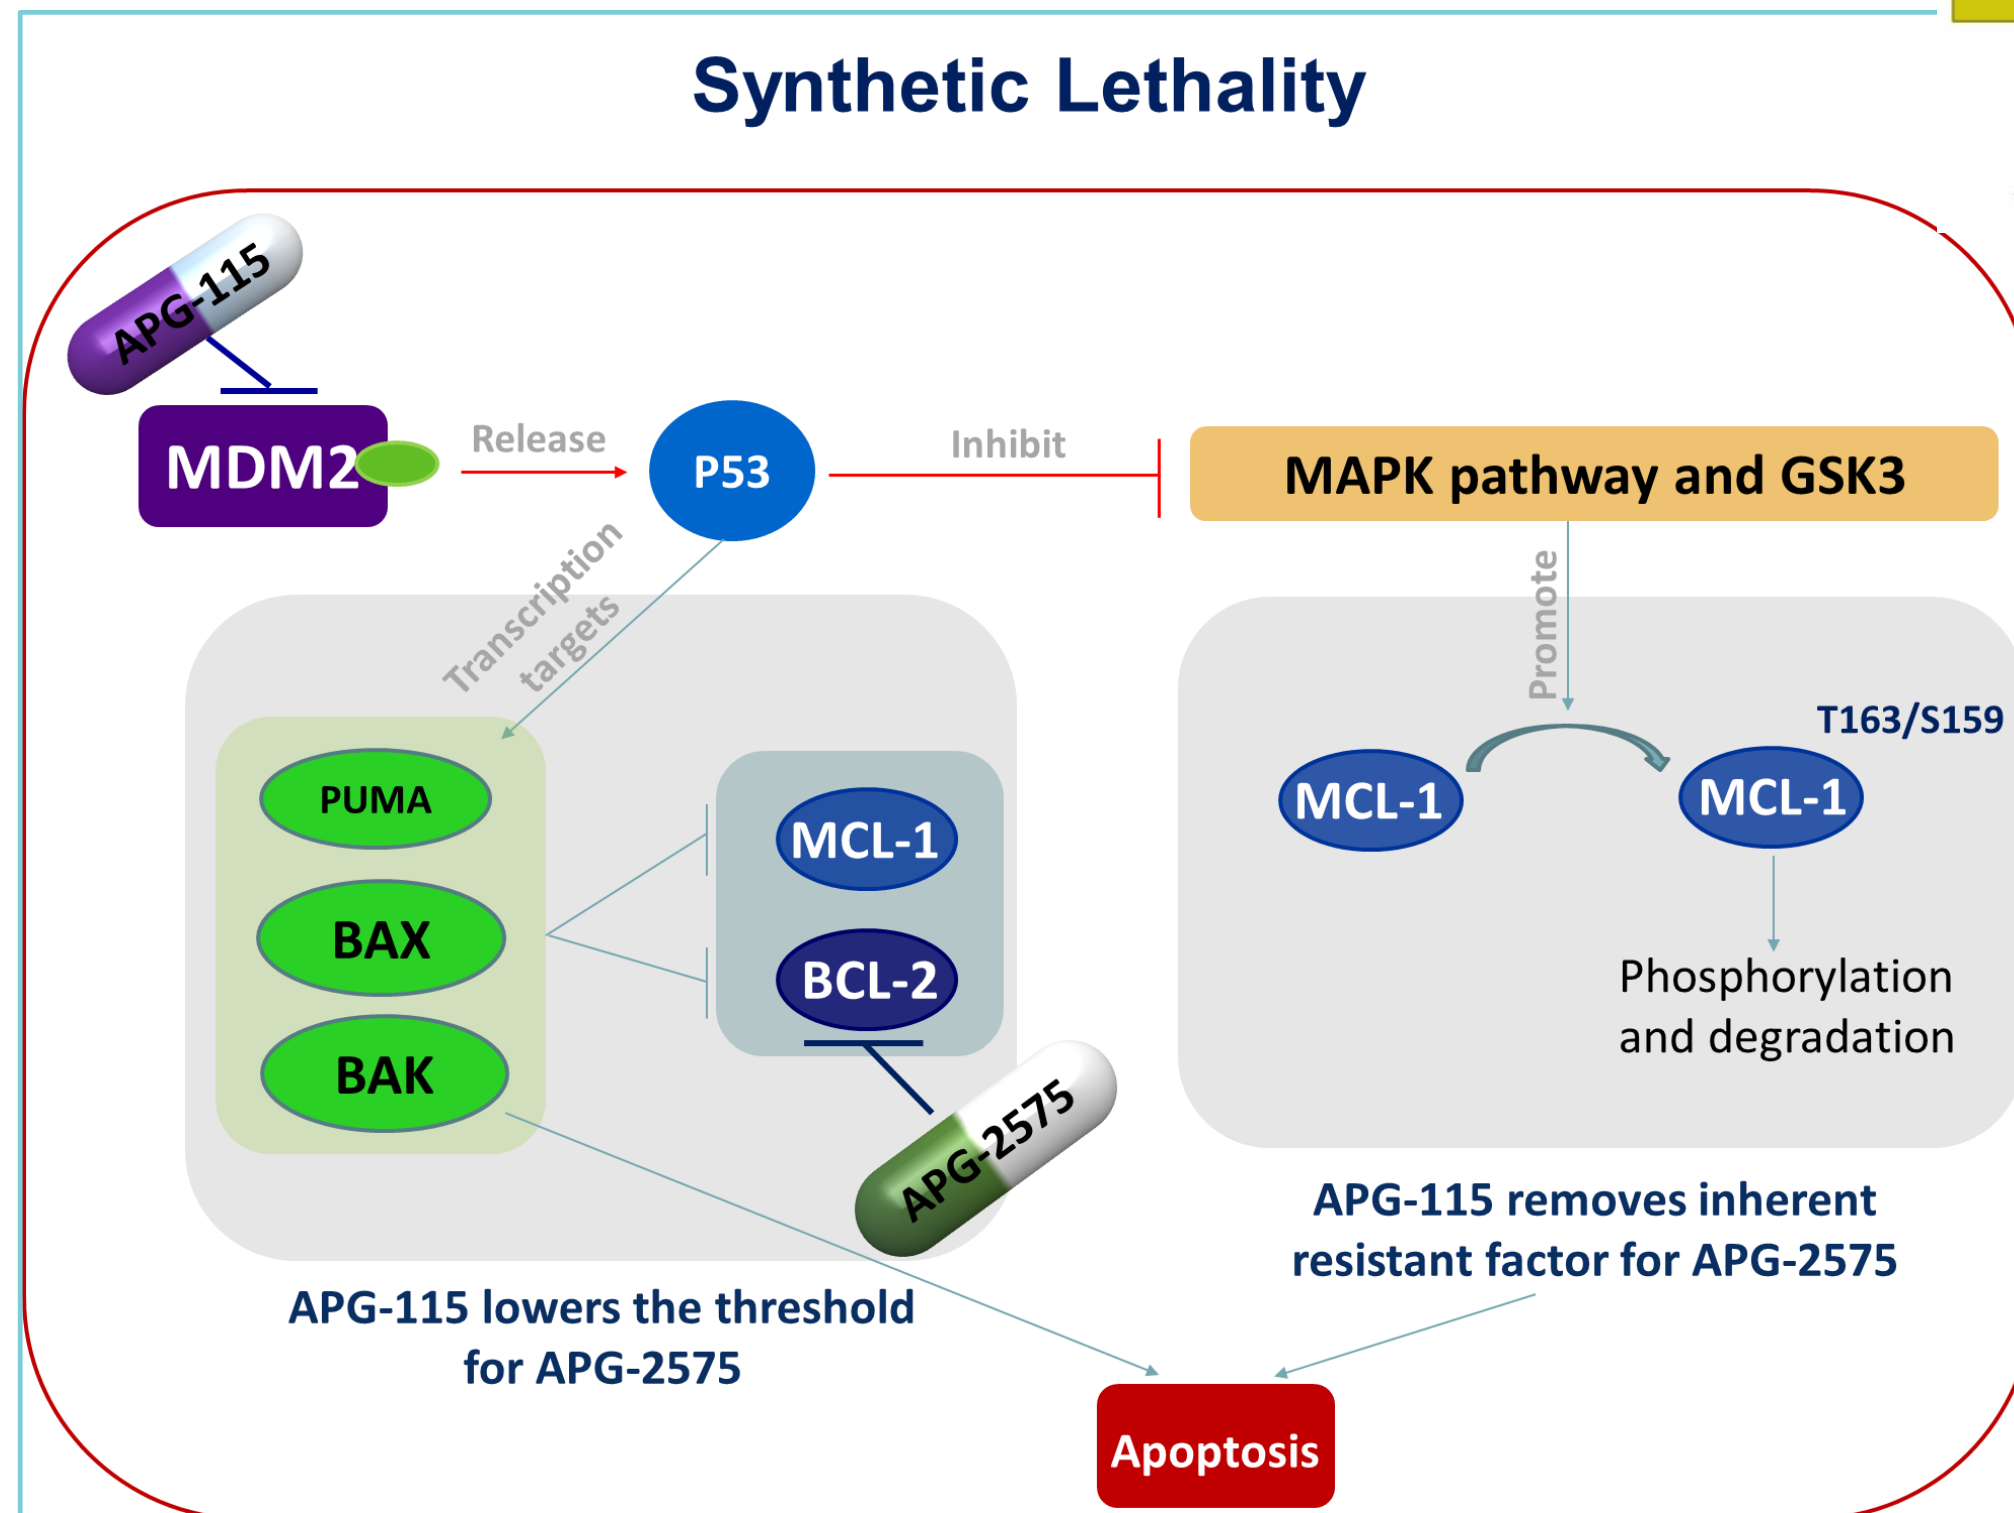 Synthetic Lethality
APG-115
MDM2
Release
P53
Inhibit
MAPK pathway and GSK3
Transcription
targets
Promote
PUMA
BAX
BAK
MCL-1
BCL-2
APG-2575
MCL-1
T163/S159
MCL-1
Phosphorylation
and degradation
APG-115 lowers the threshold
for APG-2575
APG-115 removes inherent
resistant factor for APG-2575
Apoptosis